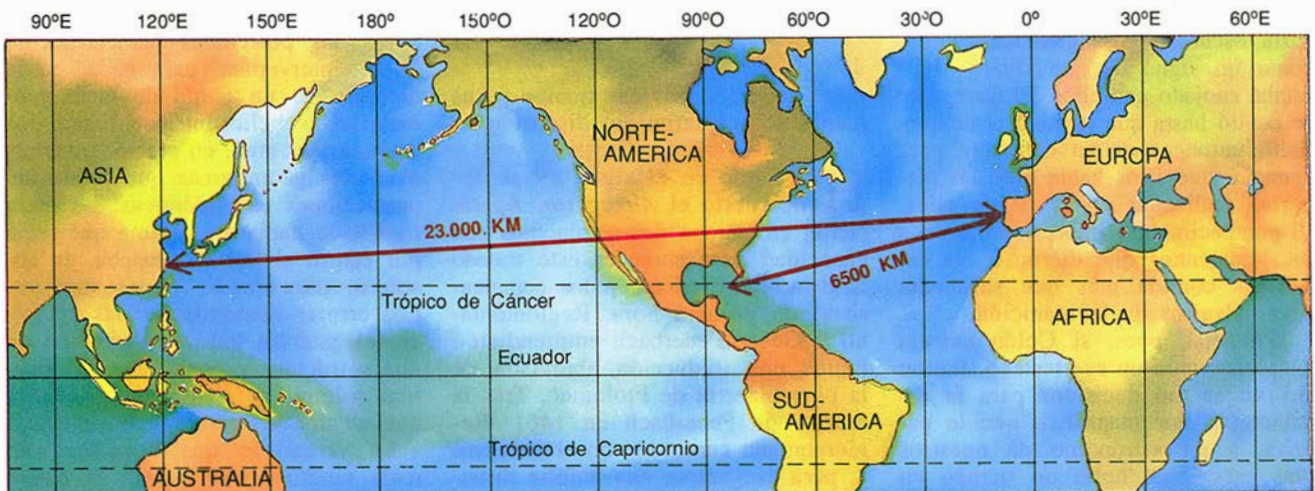 90ºE 120ºE 150ºE 180º 150ºO 120ºO 90ºO 60ºO 30ºO 0º 30ºE 60ºE
NORTE-
AMERICA
ASIA
EUROPA
23.000. KM
6500 KM
Trópico de Cáncer
AFRICA
Ecuador
SUD-
AMERICA
Trópico de Capricornio
AUSTRALIA